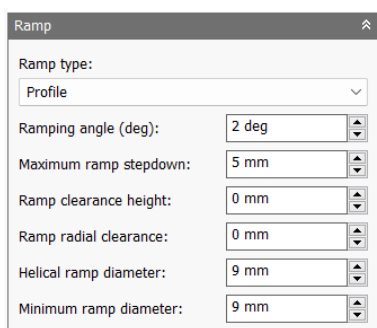 Ramp
Ramp type:
Profile
Ramping angle (deg): 2 deg
Maximum ramp stepdown: 5 mm
Ramp clearance height: 0 mm
Ramp radial clearance: 0 mm
Helical ramp diameter: 9 mm
Minimum ramp diameter: 9 mm